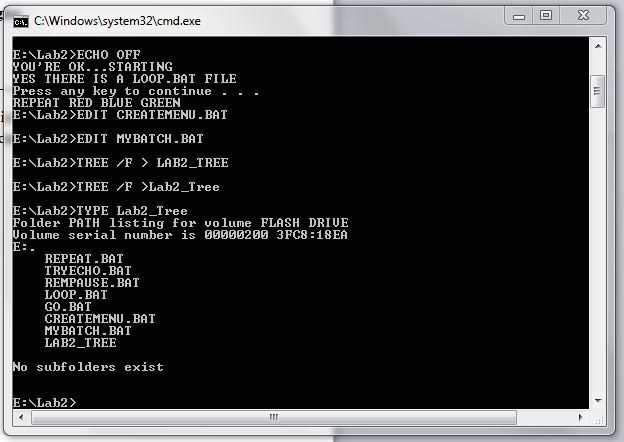 C:\Windows\system32\cmd.exe
E:\Lab2>ECHO OFF
YOU'RE OK...STARTING
YES THERE IS A LOOP.BAT FILE
Press any key to continue . . .
REPEAT RED BLUE GREEN
E:\Lab2>EDIT CREATEMENU.BAT
E:\Lab2>EDIT MYBATCH.BAT
E:\Lab2>TREE /F > LAB2_TREE
E:\Lab2>TREE /F >Lab2_Tree
E:\Lab2>TYPE Lab2_Tree
Folder PATH listing for volume FLASH DRIVE
Volume serial number is 00000200 3FC8:18EA
E:.
REPEAT.BAT
TRYECHO.BAT
REMPAUSE.BAT
LOOP.BAT
GO.BAT
CREATEMENU.BAT
MYBATCH.BAT
LAB2_TREE
No subfolders exist
E:\Lab2>